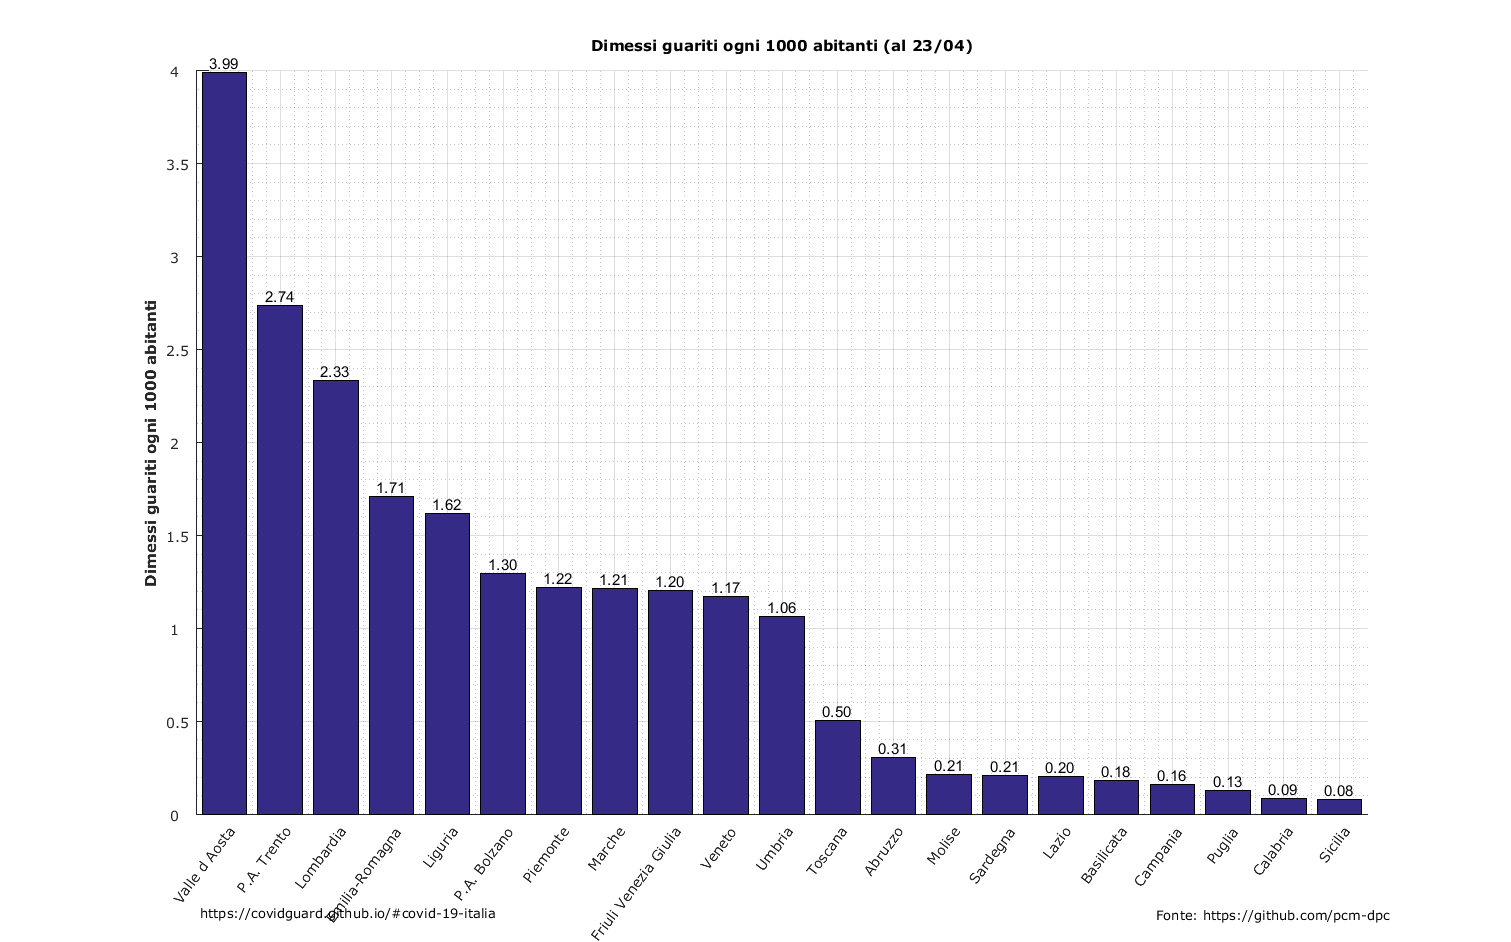 Dimessi guariti ogni 1000 abitanti (al 23/04)
Dimessi guariti ogni 1000 abitanti
4
3.5
3
2.5
2
1.5
1
0.5
0
3.99
2.74
2.33
1.71
1.62
1.30
1.22
1.21
1.20
1.17
1.06
0.50
0.31
0.21
0.21
0.20
0.18
0.16
0.13
0.09
0.08
Valle d Aosta
P.A. Trento
Lombardia
Emilia-Romagna
Liguria
P.A. Bolzano
Piemonte
Marche
Friuli Venezia Giulia
Veneto
Umbria
Toscana
Abruzzo
Molise
Sardegna
Lazio
Basilicata
Campania
Puglia
Calabria
Sicilia
https://covidguard.github.io/#covid-19-italia
Fonte: https://github.com/pcm-dpc